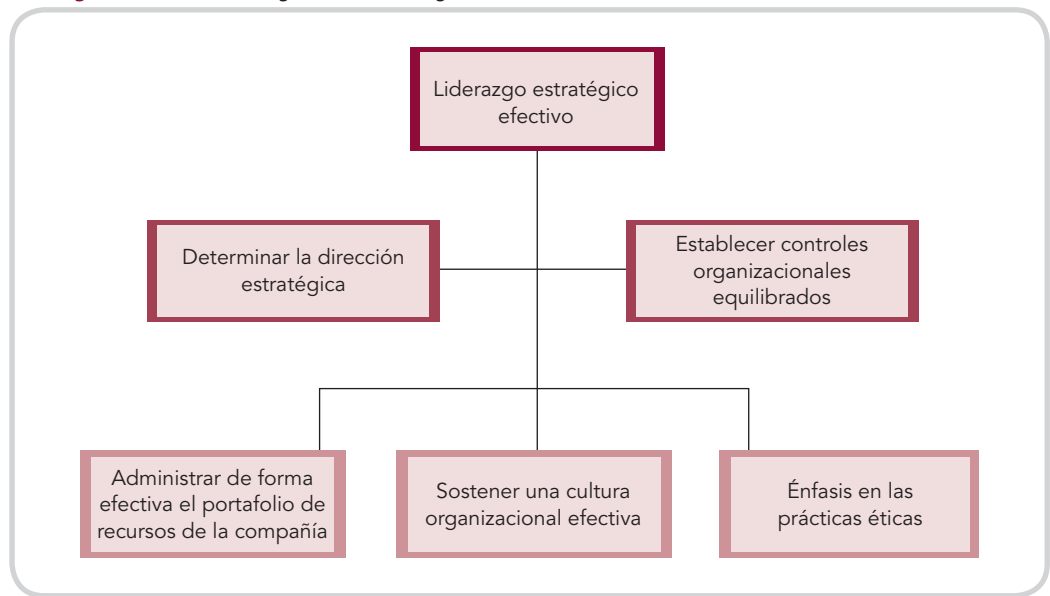 Liderazgo estratégico
efectivo
Determinar la dirección
estratégica
Establecer controles
organizacionales
equilibrados
Administrar de forma
efectiva el portafolio de
recursos de la compañía
Sostener una cultura
organizacional efectiva
Énfasis en las
prácticas éticas